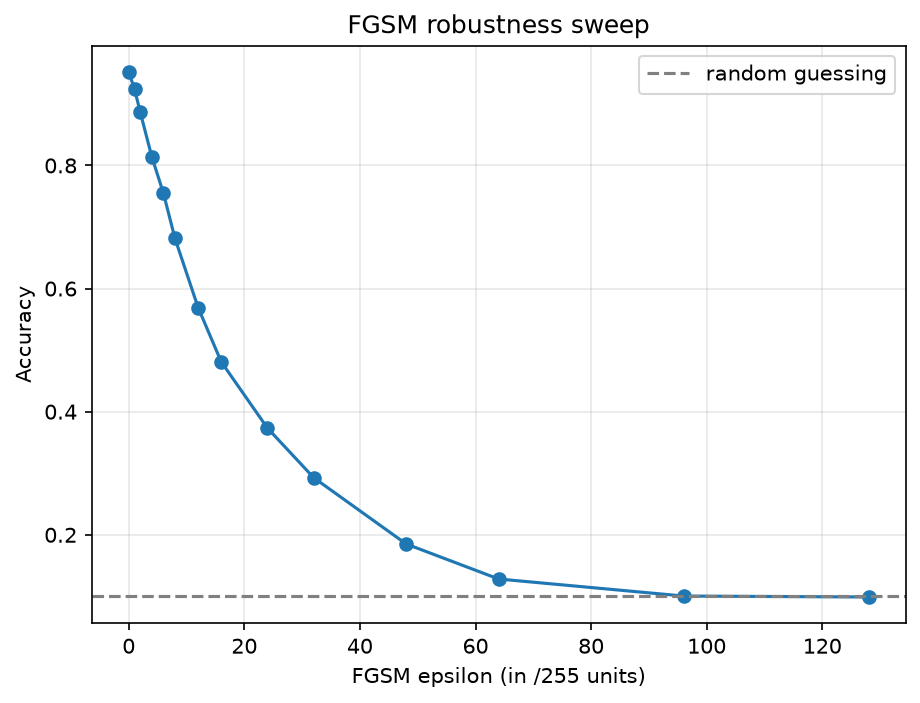 FGSM robustness sweep
random guessing
Accuracy
0.8
0.6
0.4
0.2
0 20 40 60 80 100 120
FGSM epsilon (in /255 units)